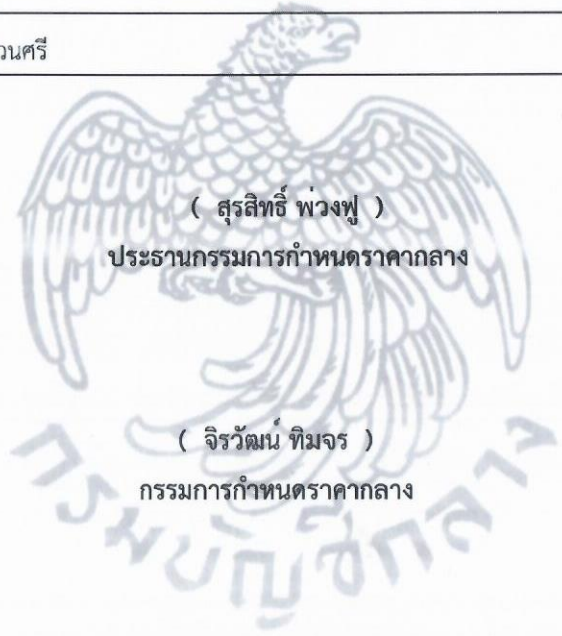 วนศรี
( สุรสิทธิ์ พ่วงฟู )
ประธานกรรมการกำหนดราคากลาง
( จิรวัฒน์ ทิมจร )
กรรมการกำหนดราคากลาง
กรมบัญชีกลาง